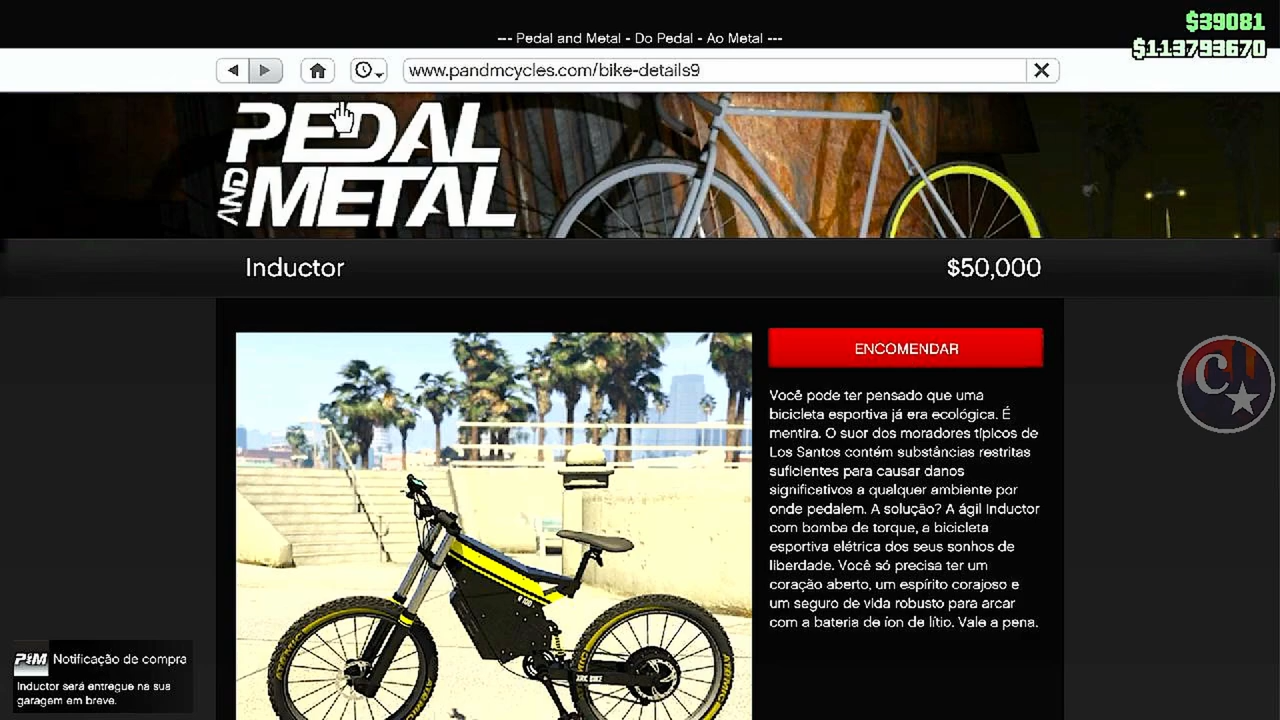 $39081
--- Pedal and Metal - Do Pedal - Ao Metal ---
$113793670
www.pandmcycles.com/bike-details9
PEDAL
AND METAL
Inductor
$50,000
ENCOMENDAR
Você pode ter pensado que uma
bicicleta esportiva já era ecológica. É
mentira. O suor dos moradores típicos de
Los Santos contém substâncias restritas
suficientes para causar danos
significativos a qualquer ambiente por
onde pedalem. A solução? A ágil Inductor
com bomba de torque, a bicicleta
esportiva elétrica dos seus sonhos de
liberdade. Você só precisa ter um
coração aberto, um espírito corajoso e
um seguro de vida robusto para arcar
com a bateria de íon de lítio. Vale a pena.
C
PM Notificação de compra
Inductor será entregue na sua
garagem em breve.